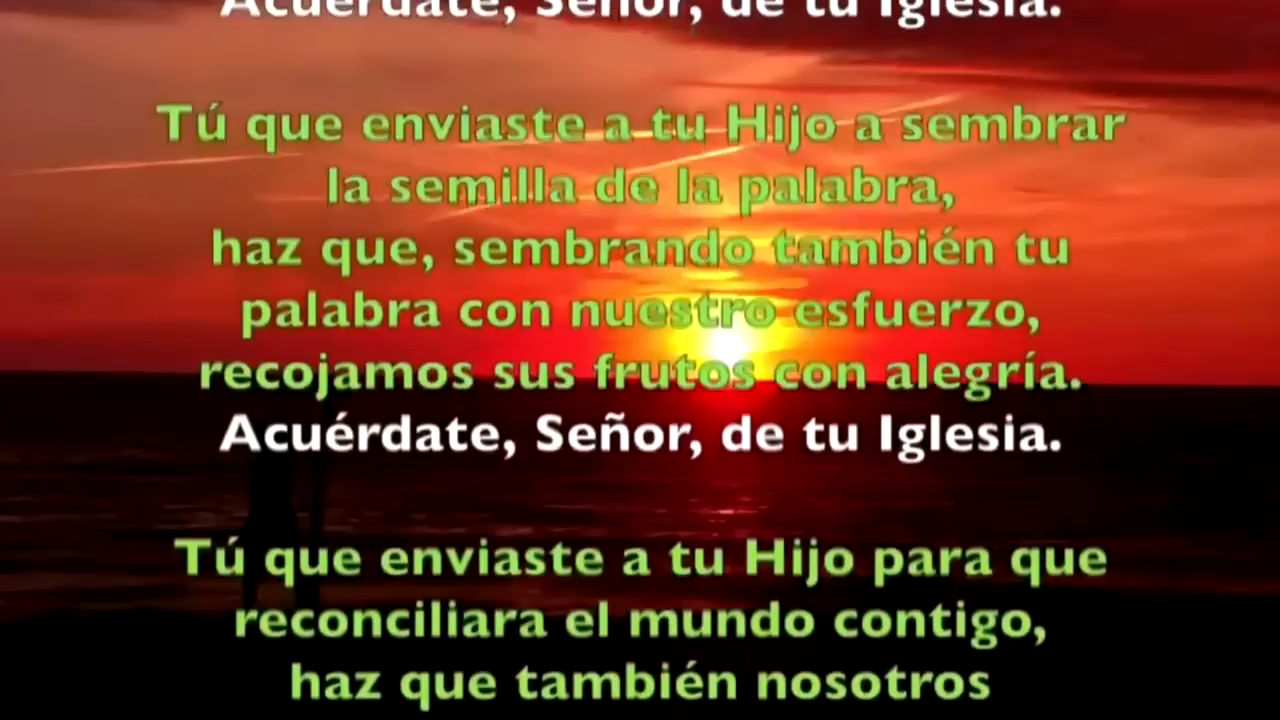 Acuérdate, Señor, de tu Iglesia.
Tú que enviaste a tu Hijo a sembrar
la semilla de la palabra,
haz que, sembrando también tu
palabra con nuestro esfuerzo,
recojamos sus frutos con alegría.
Acuérdate, Señor, de tu Iglesia.
Tú que enviaste a tu Hijo para que
reconciliara el mundo contigo,
haz que también nosotros